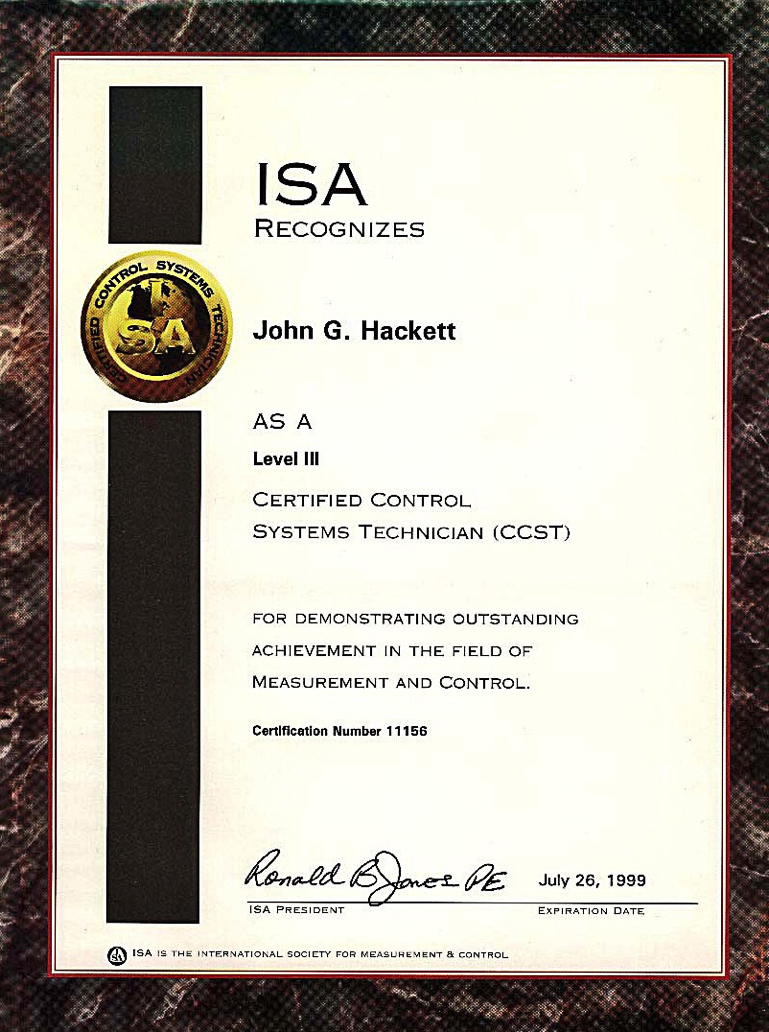 ISA
RECOGNIZES
CERTIFIED CONTROL SYSTEMS TECHNICIAN
ISA
John G. Hackett
AS A
Level III
CERTIFIED CONTROL
SYSTEMS TECHNICIAN (CCST)
FOR DEMONSTRATING OUTSTANDING
ACHIEVEMENT IN THE FIELD OF
MEASUREMENT AND CONTROL.
Certification Number 11156
Ronald B Jones PE
July 26, 1999
ISA PRESIDENT
EXPIRATION DATE
ISA IS THE INTERNATIONAL SOCIETY FOR MEASUREMENT & CONTROL